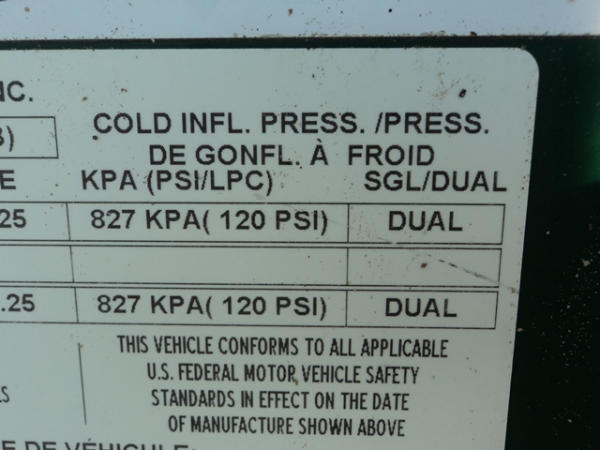 NC.
COLD INFL. PRESS. /PRESS.
DE GONFL. À FROID
KPA (PSI/LPC) SGL/DUAL
25 827 KPA( 120 PSI) DUAL
.25 827 KPA( 120 PSI) DUAL
THIS VEHICLE CONFORMS TO ALL APPLICABLE
U.S. FEDERAL MOTOR VEHICLE SAFETY
STANDARDS IN EFFECT ON THE DATE
OF MANUFACTURE SHOWN ABOVE
DE VÉHICULE: